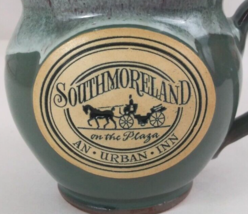 SOUTHMORELAND
on the Plaza
AN · URBAN · INN